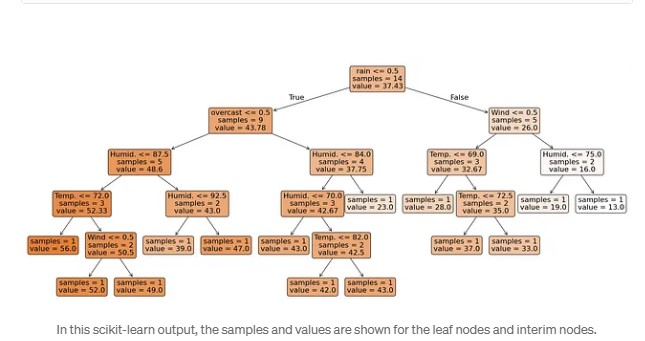 rain <= 0.5
samples = 14
value = 37.43
True
False
overcast <= 0.5
samples = 9
value = 43.78
Wind <= 0.5
samples = 5
value = 26.0
Humid. <= 87.5
samples = 5
value = 48.6
Humid. <= 84.0
samples = 4
value = 37.75
Temp. <= 69.0
samples = 3
value = 32.67
Humid. <= 75.0
samples = 2
value = 16.0
Temp. <= 72.0
samples = 3
value = 52.33
Humid. <= 92.5
samples = 2
value = 43.0
Humid. <= 70.0
samples = 3
value = 42.67
samples = 1
value = 23.0
samples = 1
value = 28.0
Temp. <= 72.5
samples = 2
value = 35.0
samples = 1
value = 19.0
samples = 1
value = 13.0
samples = 1
value = 56.0
Wind <= 0.5
samples = 2
value = 50.5
samples = 1
value = 39.0
samples = 1
value = 47.0
samples = 1
value = 43.0
Temp. <= 82.0
samples = 2
value = 42.5
samples = 1
value = 37.0
samples = 1
value = 33.0
samples = 1
value = 52.0
samples = 1
value = 49.0
samples = 1
value = 42.0
samples = 1
value = 43.0
In this scikit-learn output, the samples and values are shown for the leaf nodes and interim nodes.